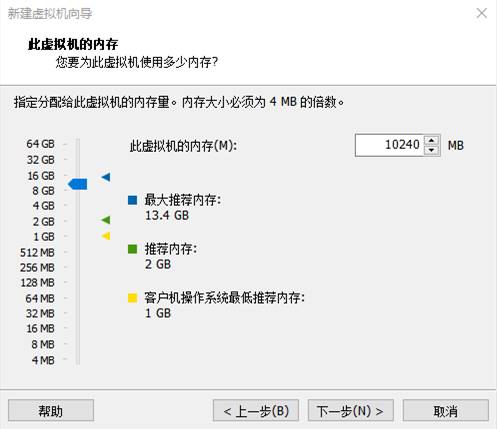 新建虚拟机向导
此虚拟机的内存
您要为此虚拟机使用多少内存?
指定分配给此虚拟机的内存量。内存大小必须为 4 MB 的倍数。
64 GB
32 GB
16 GB
8 GB
4 GB
2 GB
1 GB
512 MB
256 MB
128 MB
64 MB
32 MB
16 MB
8 MB
4 MB
此虚拟机的内存(M):
10240 MB
最大推荐内存:
13.4 GB
推荐内存:
2 GB
客户机操作系统最低推荐内存:
1 GB
帮助
< 上一步(B)
下一步(N) >
取消